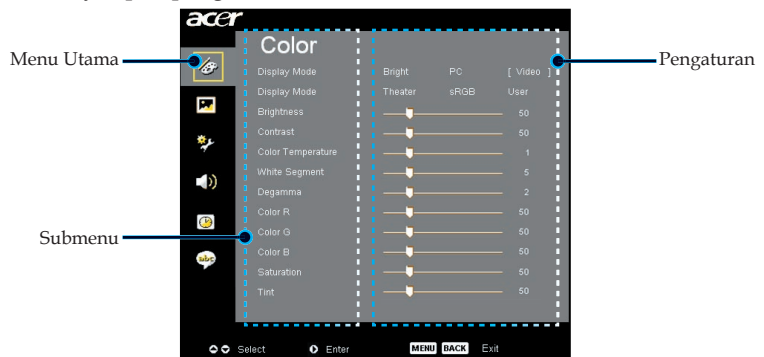 acer
Color
Menu Utama
Pengaturan
Display Mode Bright PC [ Video ]
Display Mode Theater sRGB User
Brightness 50
Contrast 50
Color Temperature 1
White Segment 5
Degamma 2
Color R 50
Submenu
Color G 50
Color B 50
abc
Saturation 50
Tint 50
Select Enter MENU BACK Exit